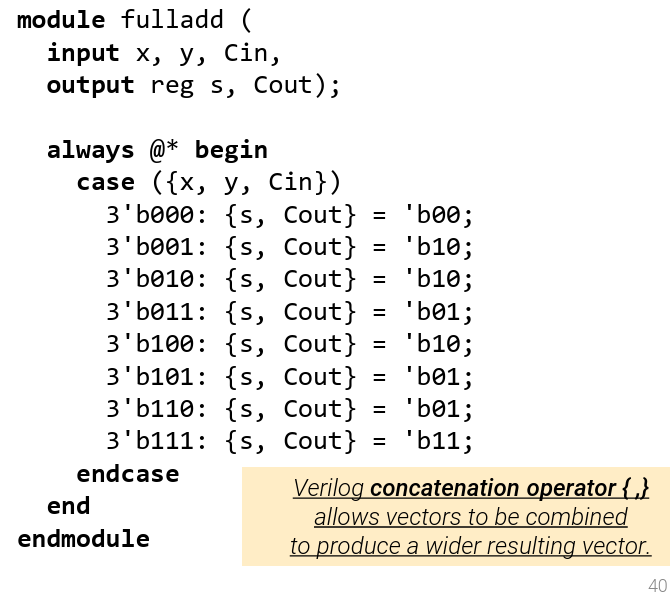 module fulladd (
input x, y, Cin,
output reg s, Cout);
always @* begin
case ({x, y, Cin})
3'b000: {s, Cout} = 'b00;
3'b001: {s, Cout} = 'b10;
3'b010: {s, Cout} = 'b10;
3'b011: {s, Cout} = 'b01;
3'b100: {s, Cout} = 'b10;
3'b101: {s, Cout} = 'b01;
3'b110: {s, Cout} = 'b01;
3'b111: {s, Cout} = 'b11;
endcase
end
endmodule
Verilog concatenation operator { ,}
allows vectors to be combined
to produce a wider resulting vector.
40